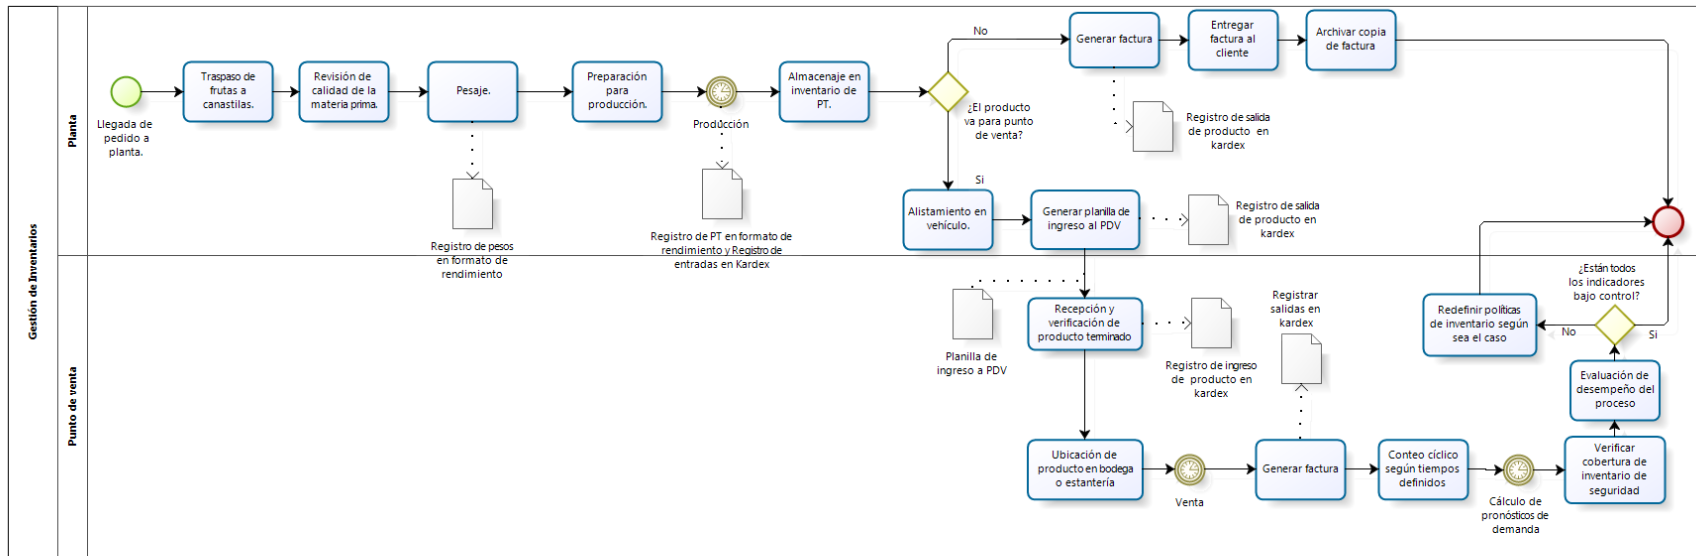 Gestión de Inventarios
Planta
Llegada de
pedido a
planta.
Traspaso de
frutas a
canastilas.
Revisión de
calidad de la
materia prima.
Pesaje.
Registro de pesos
en formato de
rendimiento
Preparación
para
producción.
Producción
Registro de PT en formato de
rendimiento y Registro de
entradas en Kardex
Almacenaje en
inventario de
PT.
¿El producto
va para punto
de venta?
No
Generar factura
Entregar
factura al
cliente
Archivar copia
de factura
Registro de salida
de producto en
kardex
Si
Alistamiento en
vehículo.
Generar planilla de
ingreso al PDV
Registro de salida
de producto en
kardex
Punto de venta
Planilla de
ingreso a PDV
Recepción y
verificación de
producto terminado
Registro de ingreso
de producto en
kardex
Ubicación de
producto en bodega
o estantería
Venta
Registrar
salidas en
kardex
Generar factura
Conteo cíclico
según tiempos
definidos
Cálculo de
pronósticos de
demanda
Verificar
cobertura de
inventario de
seguridad
Evaluación de
desempeño del
proceso
¿Están todos
los indicadores
bajo control?
No
Si
Redefinir políticas
de inventario según
sea el caso